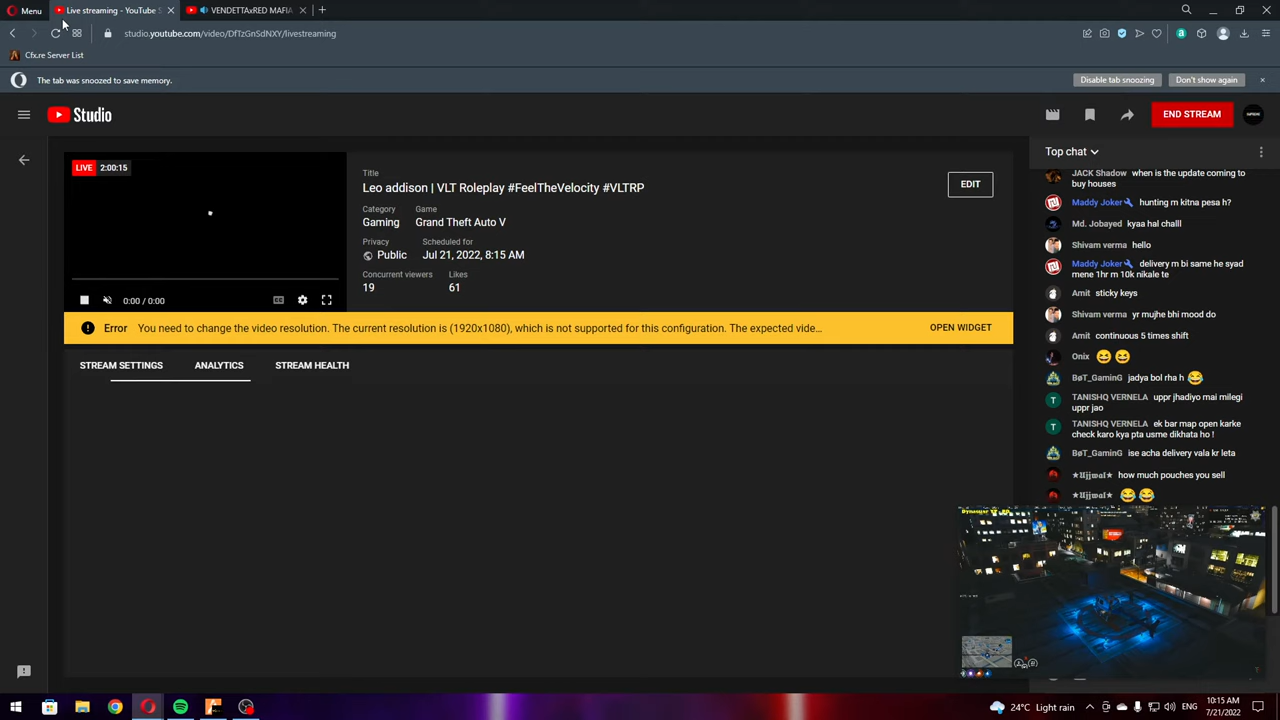 Menu
Live streaming - YouTube S
VENDETTAxRED MAFIA
studio.youtube.com/video/DfTzGnSdNXY/livestreaming
Cfx.re Server List
The tab was snoozed to save memory.
Disable tab snoozing
Don't show again
Studio
END STREAM
LIVE 2:00:15
0:00 / 0:00
Title
Leo addison | VLT Roleplay #FeelTheVelocity #VLTRP
EDIT
Category Game
Gaming Grand Theft Auto V
Privacy Scheduled for
Public Jul 21, 2022, 8:15 AM
Concurrent viewers Likes
19 61
Error You need to change the video resolution. The current resolution is (1920x1080), which is not supported for this configuration. The expected vide...
OPEN WIDGET
STREAM SETTINGS ANALYTICS STREAM HEALTH
Top chat
JACK Shadow when is the update coming to
buy houses
Maddy Joker hunting m kitna pesa h?
Md. Jobayed kyaa hal challl
Shivam verma hello
Maddy Joker delivery m bi same he syad
mene 1hr m 10k nikale te
Amit sticky keys
Shivam verma yr mujhe bhi mood do
Amit continuous 5 times shift
Onix 😆 😆
BøT_GaminG jadya bol rha h 😂
TANISHQ VERNELA uppr jhadiyo mai milegi
uppr jao
TANISHQ VERNELA ek bar map open karke
check karo kya pta usme dikhata ho !
BøT_GaminG ise acha delivery vala kr leta
★𝖀𝖏𝖏𝖜𝖆𝖑★ how much pouches you sell
★𝖀𝖏𝖏𝖜𝖆𝖑★ 😂 😂
24°C Light rain
ENG
10:15 AM
7/21/2022